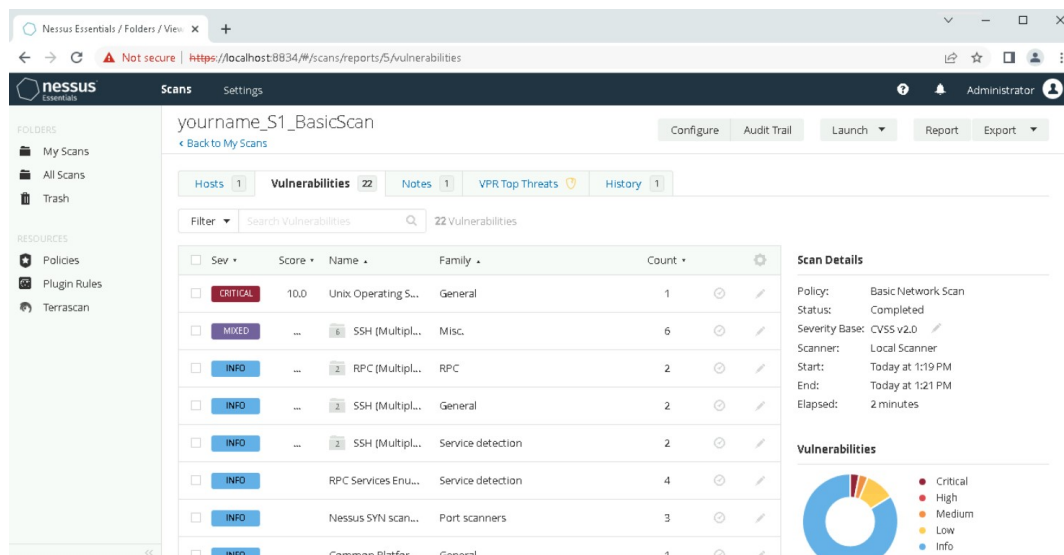 Nessus Essentials / Folders / View
Not secure | https://localhost:8834/#/scans/reports/5/vulnerabilities
nessus Essentials Scans Settings Administrator
FOLDERS
My Scans
All Scans
Trash
RESOURCES
Policies
Plugin Rules
Terrascan
yourname_S1_BasicScan
Back to My Scans
Configure Audit Trail Launch Report Export
Hosts 1 Vulnerabilities 22 Notes 1 VPR Top Threats History 1
Filter Search Vulnerabilities 22 Vulnerabilities
Sev Score Name Family Count
CRITICAL 10.0 Unix Operating S... General 1
MIXED ... 6 SSH (Multipl... Misc. 6
INFO ... 2 RPC (Multipl... RPC 2
INFO ... 2 SSH (Multipl... General 2
INFO ... 2 SSH (Multipl... Service detection 2
INFO RPC Services Enu... Service detection 4
INFO Nessus SYN scan... Port scanners 3
INFO Common Platfor... General 1
Scan Details
Policy: Basic Network Scan
Status: Completed
Severity Base: CVSS v2.0
Scanner: Local Scanner
Start: Today at 1:19 PM
End: Today at 1:21 PM
Elapsed: 2 minutes
Vulnerabilities
Critical
High
Medium
Low
Info